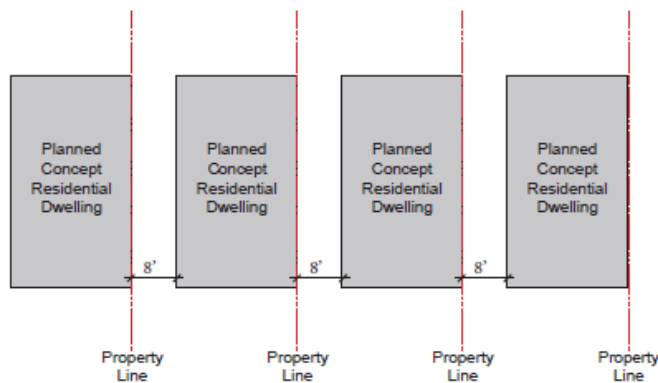 Planned
Concept
Residential
Dwelling
Planned
Concept
Residential
Dwelling
Planned
Concept
Residential
Dwelling
Planned
Concept
Residential
Dwelling
8'
8'
8'
Property
Line
Property
Line
Property
Line
Property
Line